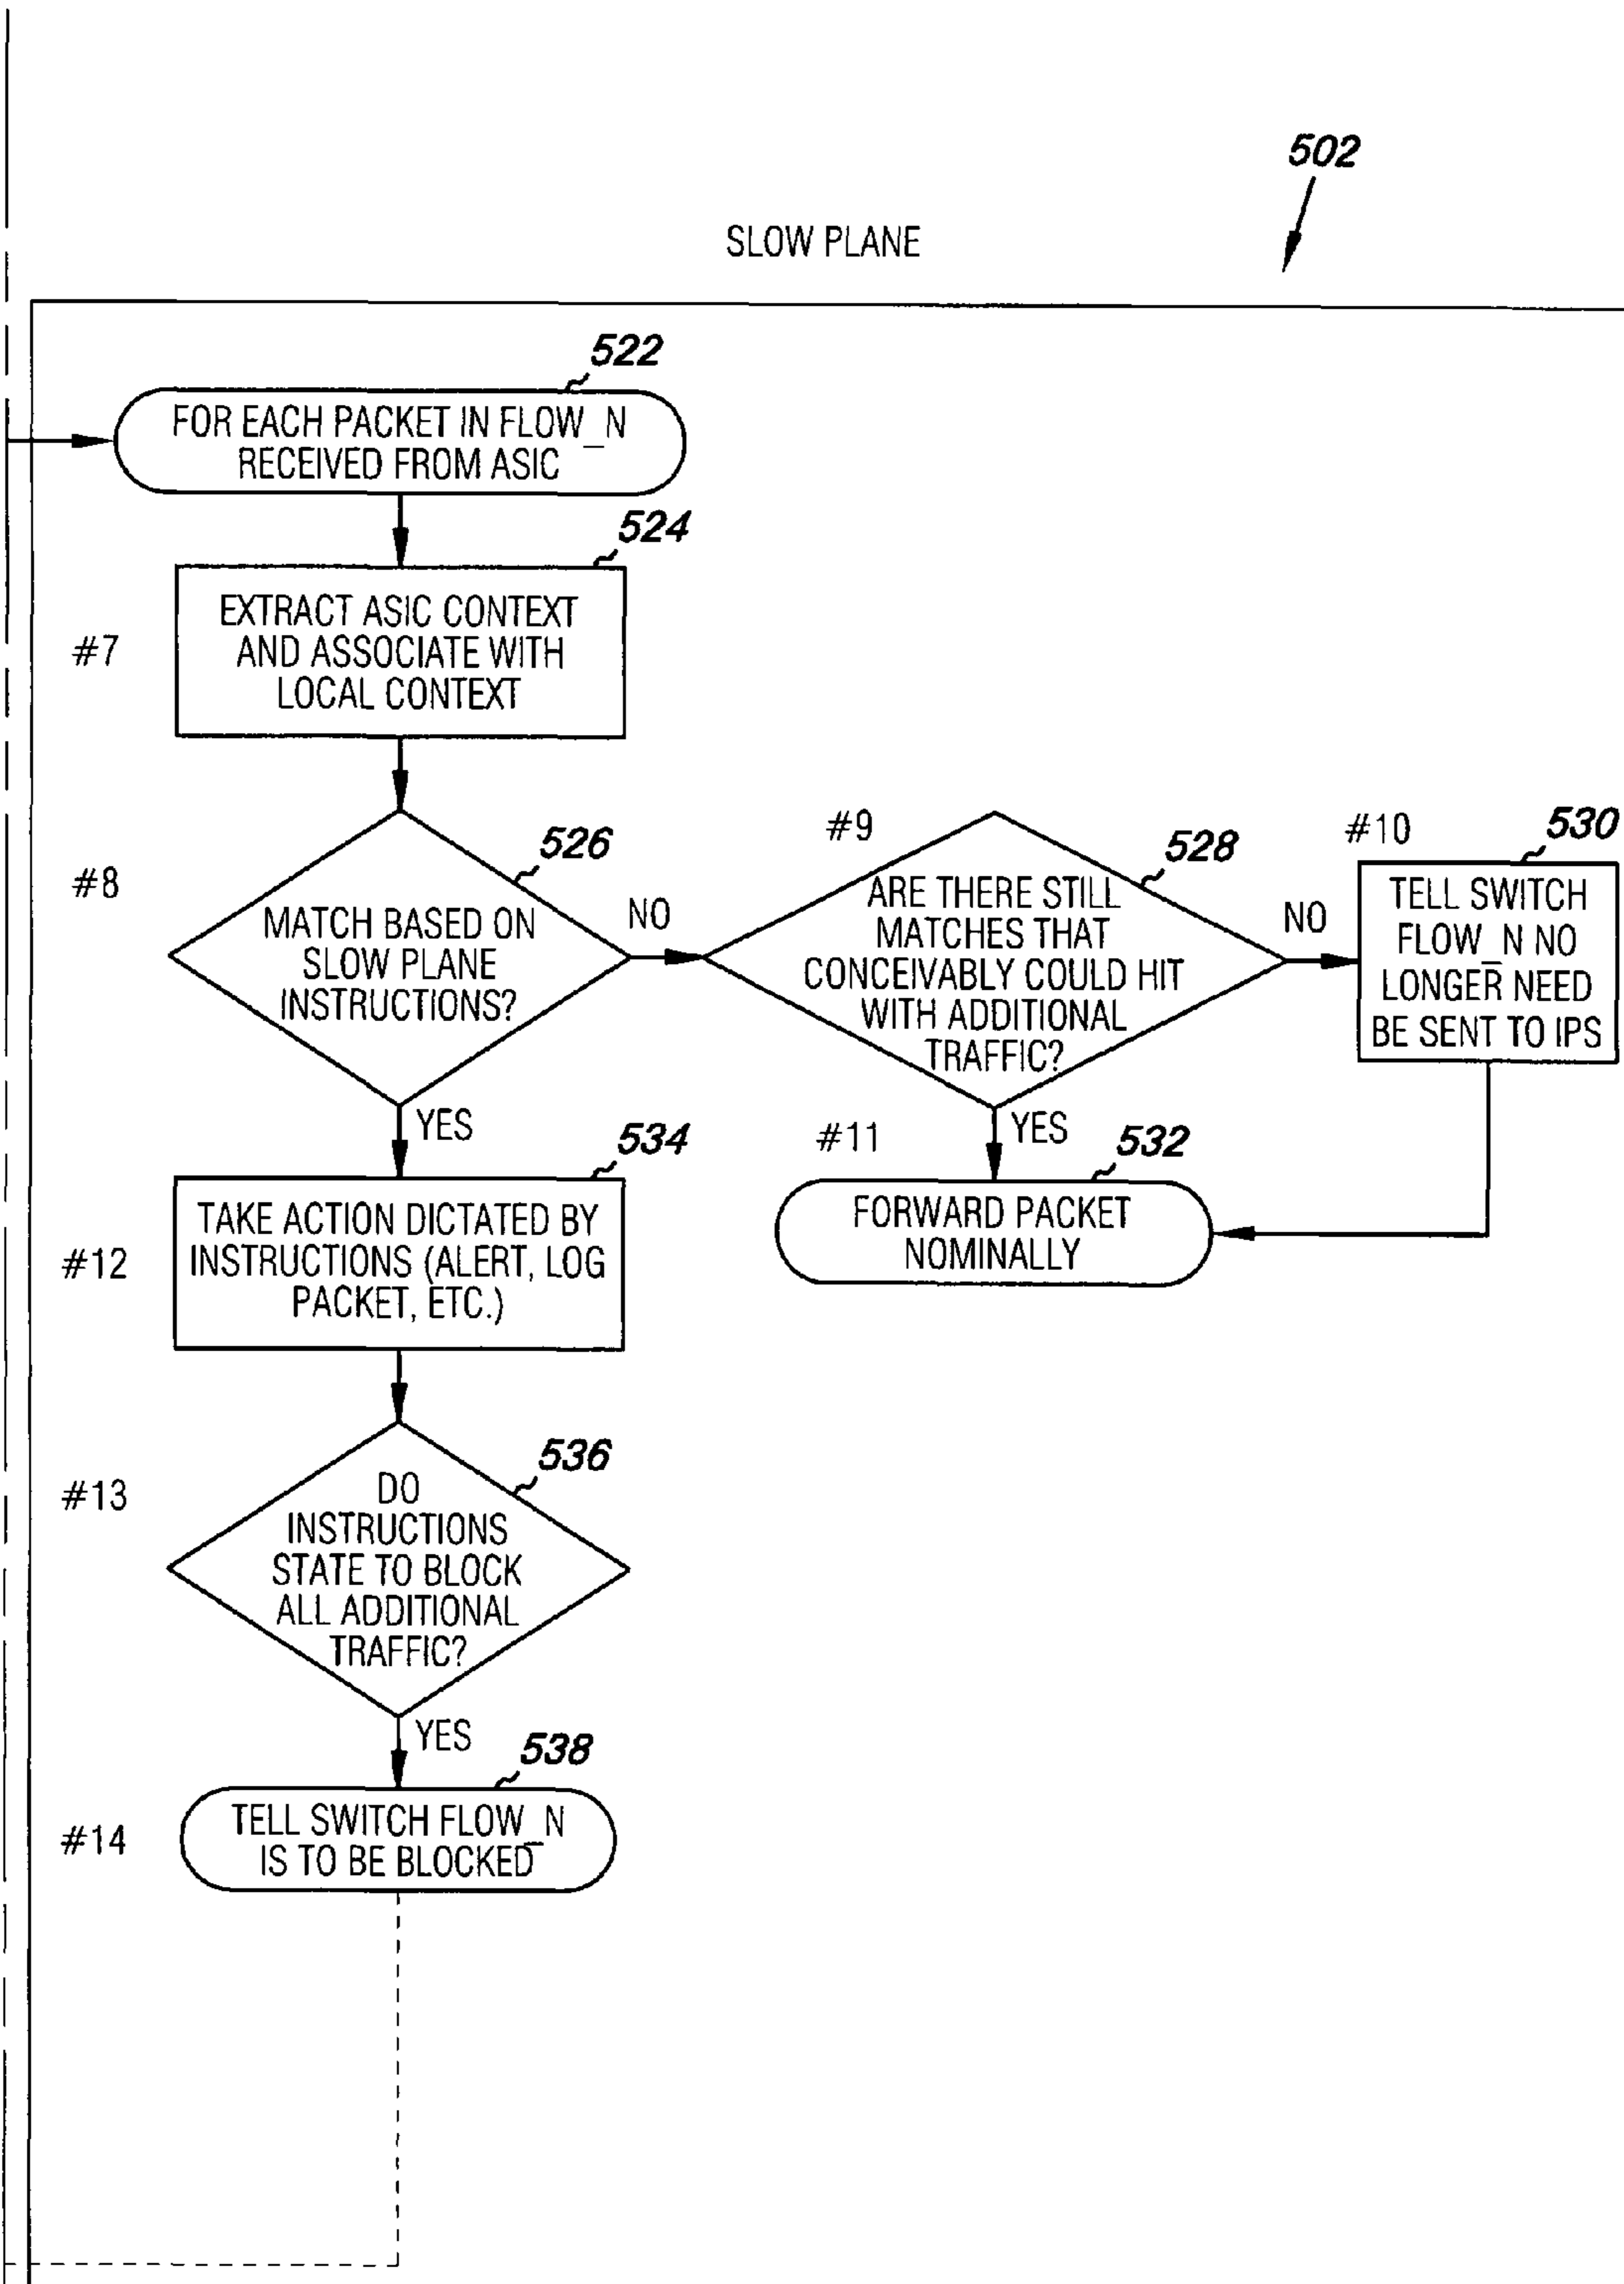 502
SLOW PLANE
522
FOR EACH PACKET IN FLOW_N
RECEIVED FROM ASIC
524
#7
EXTRACT ASIC CONTEXT
AND ASSOCIATE WITH
LOCAL CONTEXT
#8
526
MATCH BASED ON
SLOW PLANE
INSTRUCTIONS?
NO
#9
528
ARE THERE STILL
MATCHES THAT
CONCEIVABLY COULD HIT
WITH ADDITIONAL
TRAFFIC?
NO
#10
530
TELL SWITCH
FLOW_N NO
LONGER NEED
BE SENT TO IPS
YES
#11
YES
532
FORWARD PACKET
NOMINALLY
534
#12
TAKE ACTION DICTATED BY
INSTRUCTIONS (ALERT, LOG
PACKET, ETC.)
#13
536
DO
INSTRUCTIONS
STATE TO BLOCK
ALL ADDITIONAL
TRAFFIC?
YES
538
#14
TELL SWITCH FLOW_N
IS TO BE BLOCKED